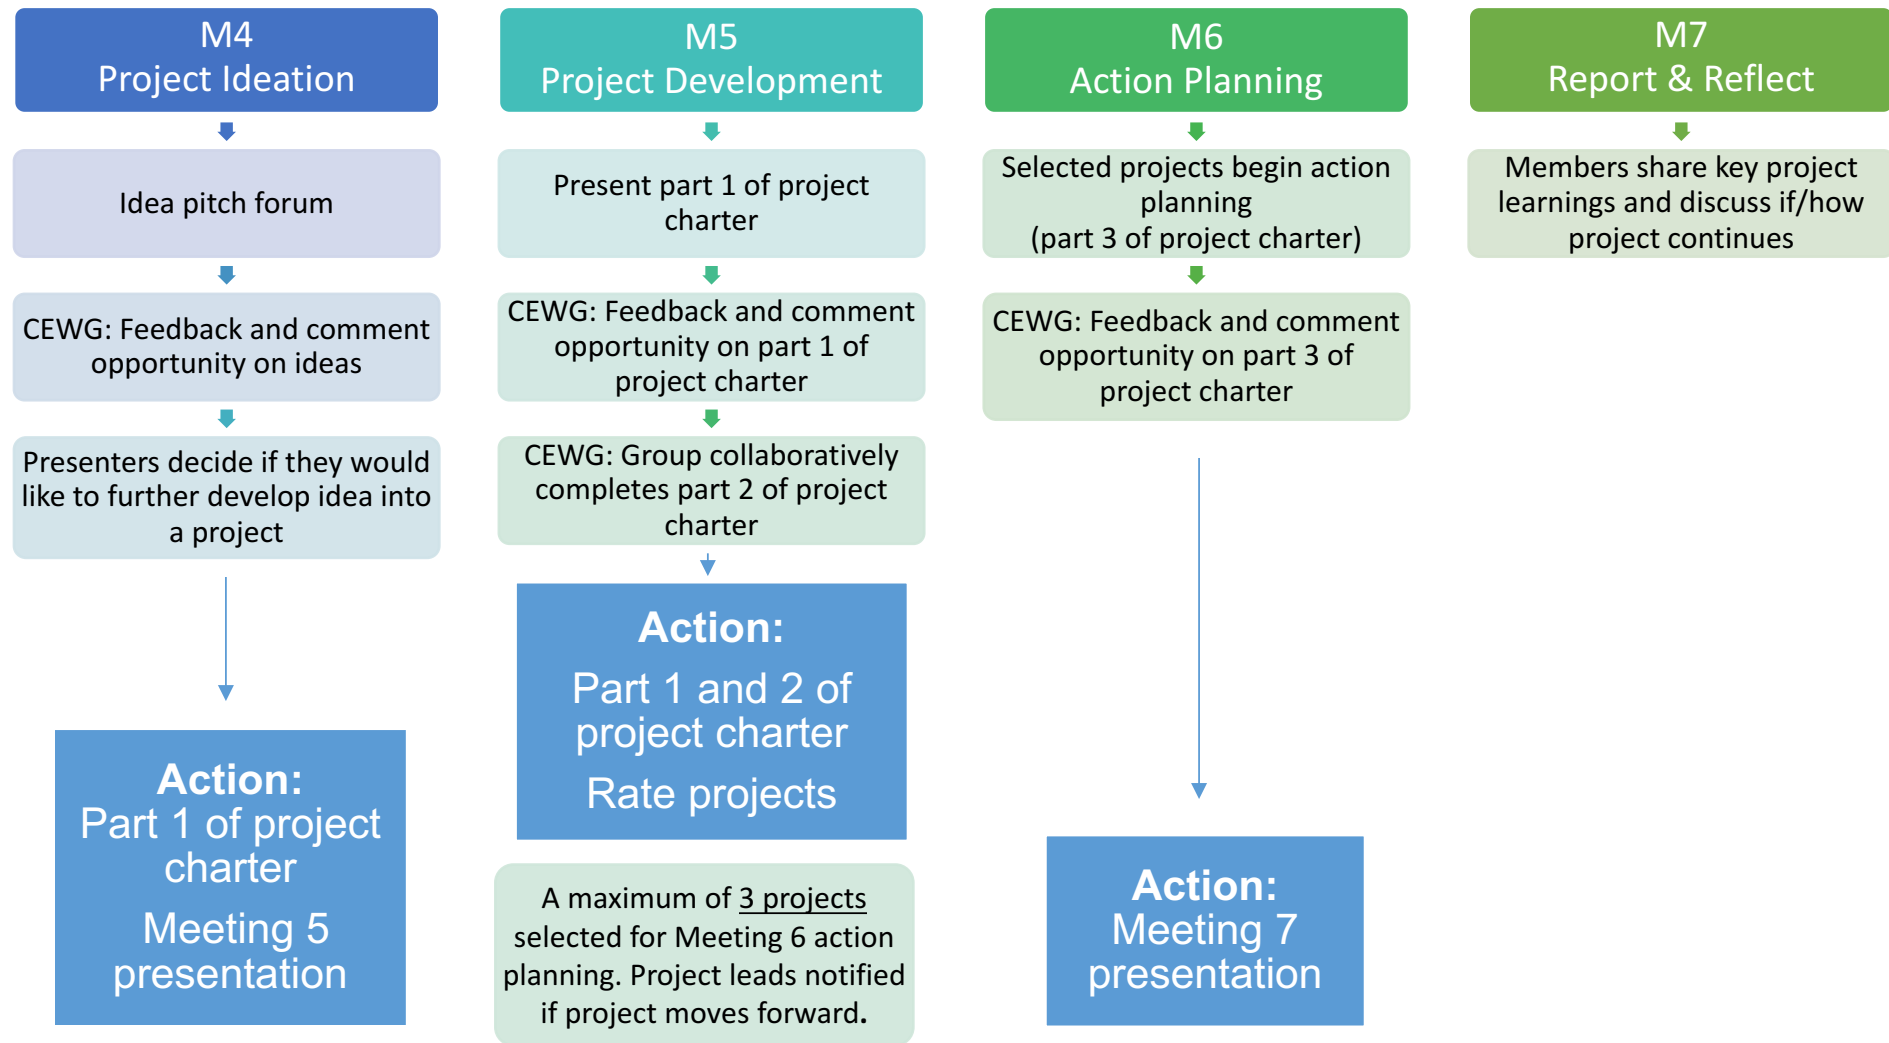 M4
Project Ideation
Idea pitch forum
CEWG: Feedback and comment
opportunity on ideas
Presenters decide if they would
like to further develop idea into
a project
Action:
Part 1 of project
charter
Meeting 5
presentation
M5
Project Development
Present part 1 of project
charter
CEWG: Feedback and comment
opportunity on part 1 of
project charter
CEWG: Group collaboratively
completes part 2 of project
charter
Action:
Part 1 and 2 of
project charter
Rate projects
A maximum of 3 projects
selected for Meeting 6 action
planning. Project leads notified
if project moves forward.
M6
Action Planning
Selected projects begin action
planning
(part 3 of project charter)
CEWG: Feedback and comment
opportunity on part 3 of
project charter
Action:
Meeting 7
presentation
M7
Report & Reflect
Members share key project
learnings and discuss if/how
project continues